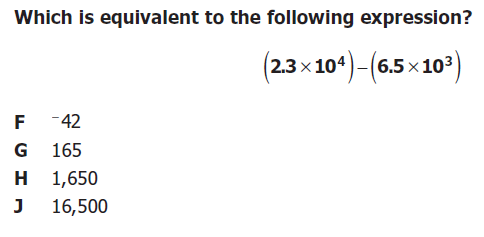 Which is equivalent to the following expression?
(2.3 × 10⁴) – (6.5 × 10³)
F ⁻42
G 165
H 1,650
J 16,500